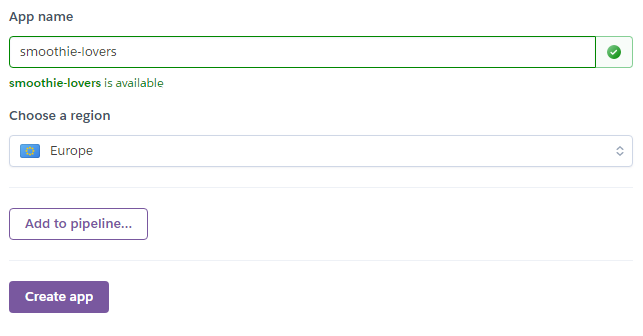 App name
smoothie-lovers
smoothie-lovers is available
Choose a region
Europe
Add to pipeline...
Create app